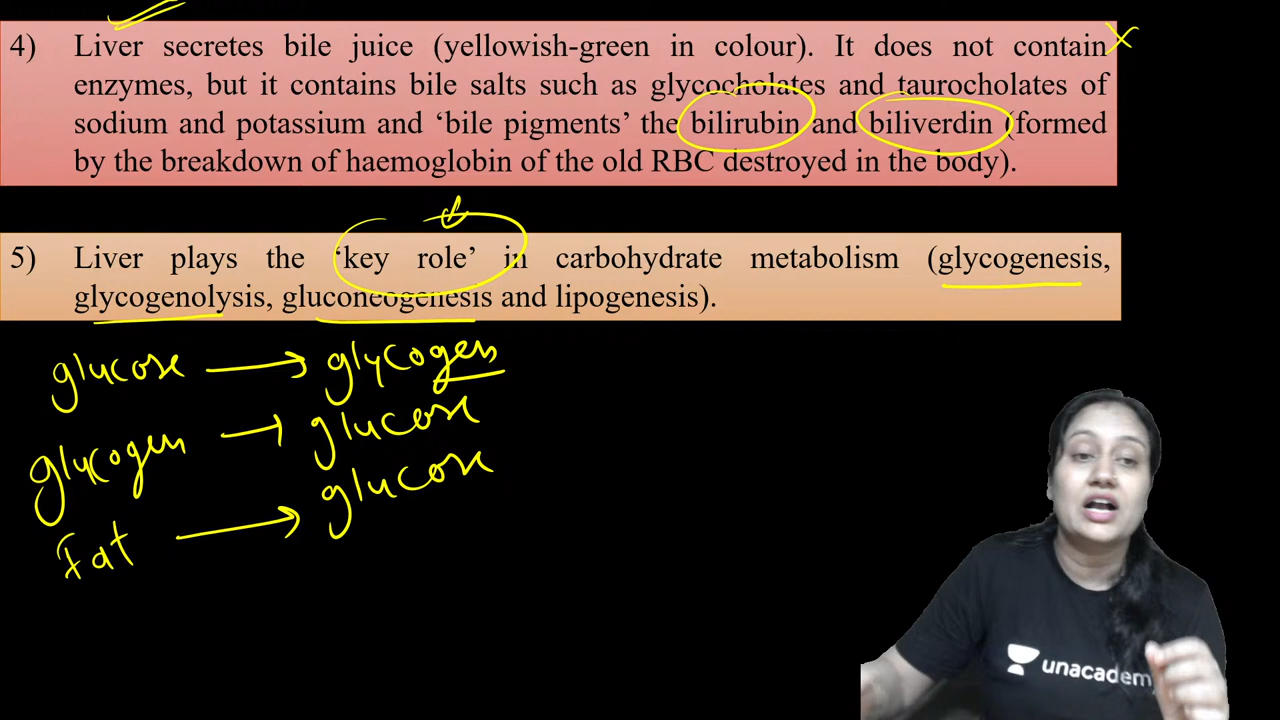 4) Liver secretes bile juice (yellowish-green in colour). It does not contain
enzymes, but it contains bile salts such as glycocholates and taurocholates of
sodium and potassium and ‘bile pigments’ the bilirubin and biliverdin (formed
by the breakdown of haemoglobin of the old RBC destroyed in the body).
5) Liver plays the ‘key role’ in carbohydrate metabolism (glycogenesis,
glycogenolysis, gluconeogenesis and lipogenesis).
glucose → glycogen
glycogen → glucose
Fat → glucose
unacademy